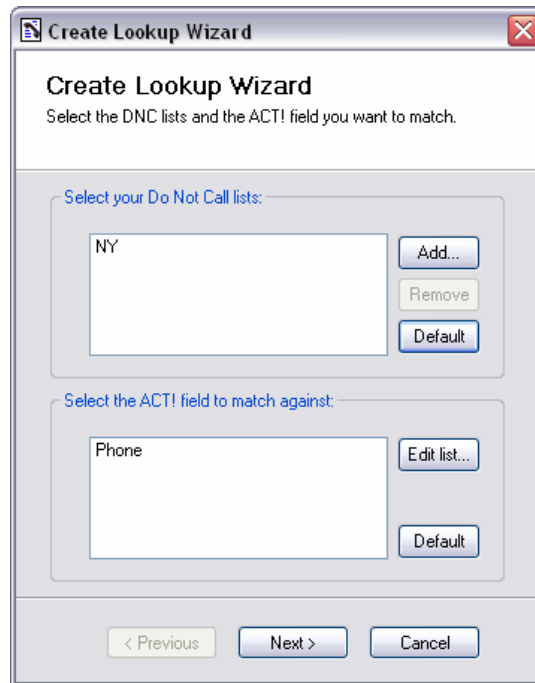 Create Lookup Wizard
Create Lookup Wizard
Select the DNC lists and the ACT! field you want to match.
Select your Do Not Call lists:
NY
Add...
Remove
Default
Select the ACT! field to match against:
Phone
Edit list...
Default
< Previous
Next >
Cancel